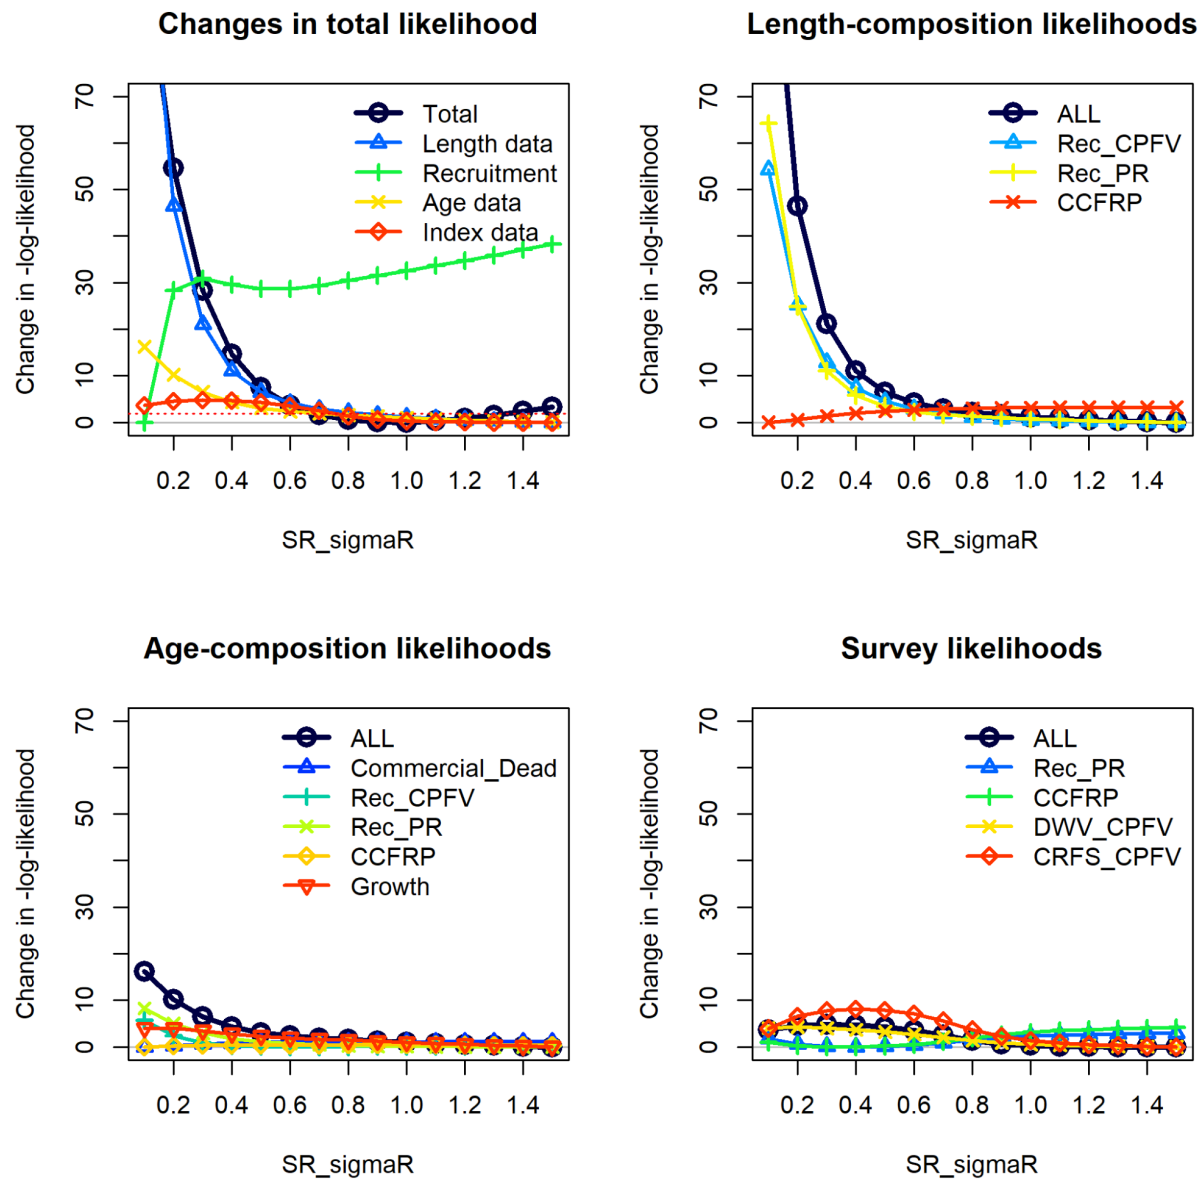 Changes in total likelihood
Change in -log-likelihood
70
50
30
10
0
Total
Length data
Recruitment
Age data
Index data
0.2 0.4 0.6 0.8 1.0 1.2 1.4
SR_sigmaR
Length-composition likelihoods
Change in -log-likelihood
70
50
30
10
0
ALL
Rec_CPFV
Rec_PR
CCFRP
0.2 0.4 0.6 0.8 1.0 1.2 1.4
SR_sigmaR
Age-composition likelihoods
Change in -log-likelihood
70
50
30
10
0
ALL
Commercial_Dead
Rec_CPFV
Rec_PR
CCFRP
Growth
0.2 0.4 0.6 0.8 1.0 1.2 1.4
SR_sigmaR
Survey likelihoods
Change in -log-likelihood
70
50
30
10
0
ALL
Rec_PR
CCFRP
DWV_CPFV
CRFS_CPFV
0.2 0.4 0.6 0.8 1.0 1.2 1.4
SR_sigmaR